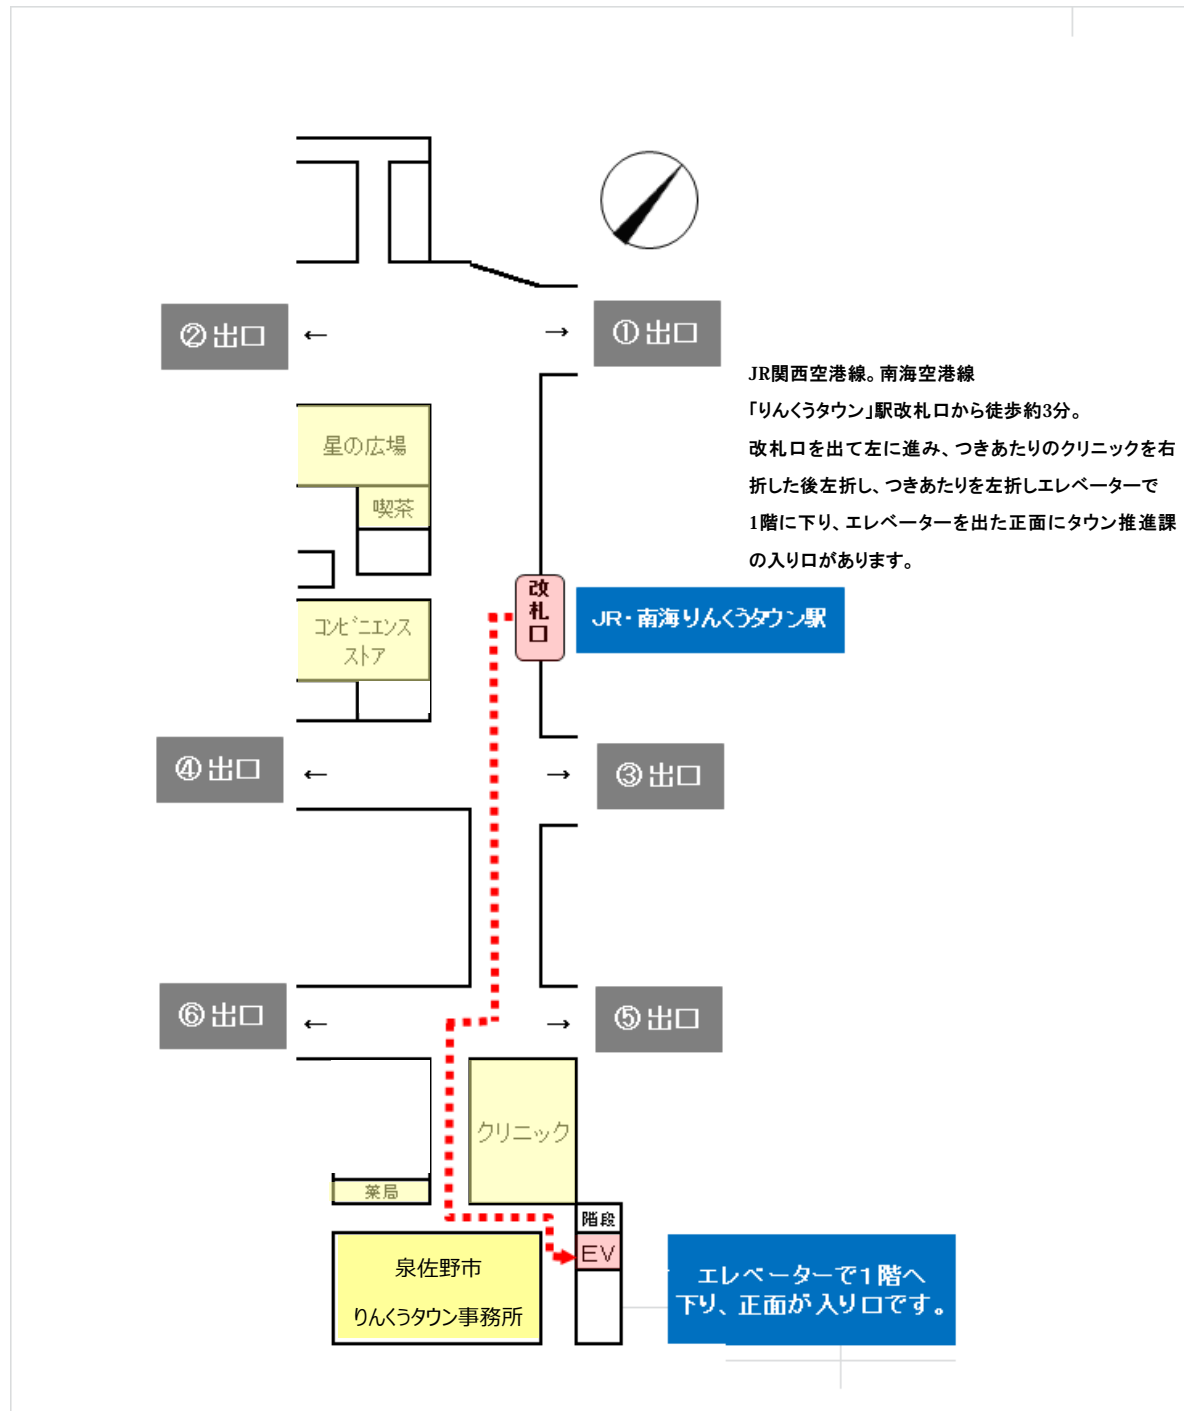 ②出口
←
→
①出口
JR関西空港線。南海空港線
「りんくうタウン」駅改札口から徒歩約3分。
改札口を出て左に進み、つきあたりのクリニックを右
折した後左折し、つきあたりを左折しエレベーターで
1階に下り、エレベーターを出た正面にタウン推進課
の入り口があります。
星の広場
喫茶
改札口
JR・南海りんくうタウン駅
コンビニエンス
ストア
④出口
←
→
③出口
⑥出口
←
→
⑤出口
クリニック
薬局
階段
EV
泉佐野市
りんくうタウン事務所
エレベーターで1階へ
下り、正面が入り口です。